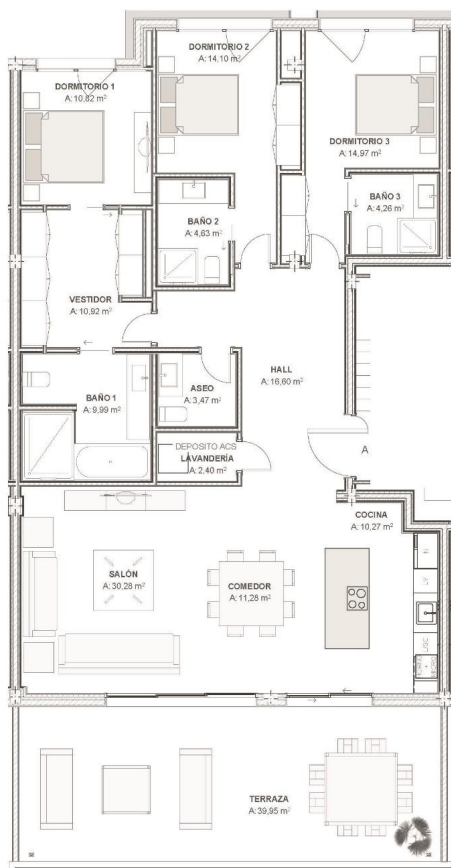 DORMITORIO 2
A: 14,10 m²
DORMITORIO 1
A: 10,82 m²
DORMITORIO 3
A: 14,97 m²
BAÑO 2
A: 4,63 m²
BAÑO 3
A: 4,26 m²
VESTIDOR
A: 10,92 m²
HALL
A: 16,60 m²
BAÑO 1
A: 9,99 m²
ASEO
A: 3,47 m²
DEPOSITO ACS
LAVANDERÍA
A: 2,40 m²
A
COCINA
A: 10,27 m²
N
LV
SALÓN
A: 30,28 m²
COMEDOR
A: 11,28 m²
TERRAZA
A: 39,95 m²